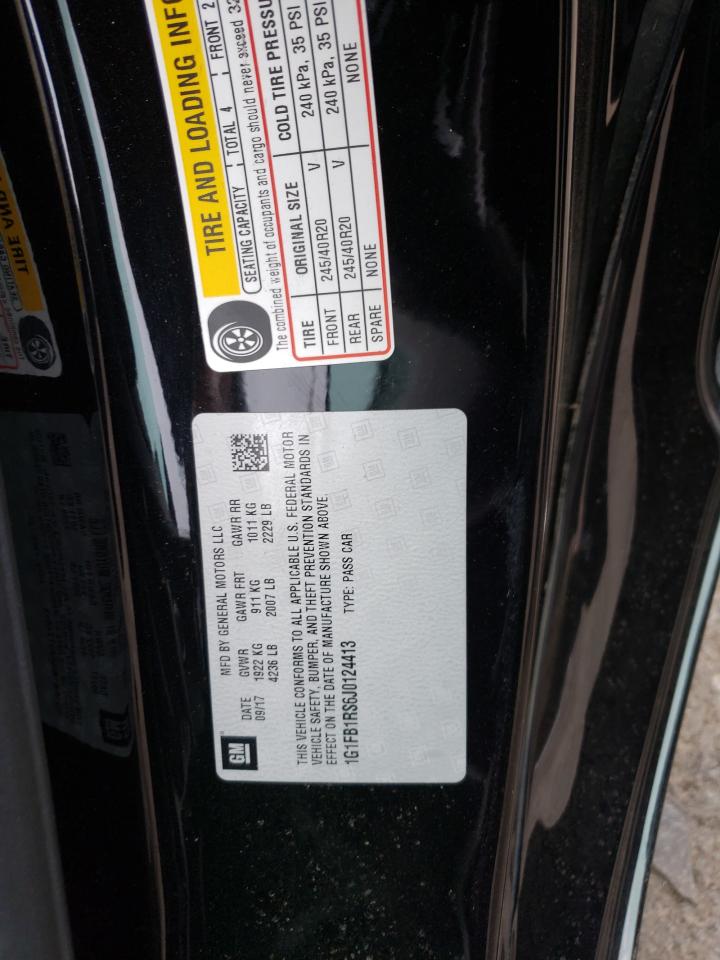 TIRE AND LOADING INFO
SEATING CAPACITY TOTAL 4 FRONT 2
The combined weight of occupants and cargo should never exceed 32
TIRE ORIGINAL SIZE COLD TIRE PRESSU
FRONT 245/40R20 V 240 kPa, 35 PSI
REAR 245/40R20 V 240 kPa, 35 PSI
SPARE NONE NONE
MFD BY GENERAL MOTORS LLC
DATE GVWR GAWR FRT GAWR RR
09/17 1922 KG 911 KG 1011 KG
4236 LB 2007 LB 2229 LB
GM
THIS VEHICLE CONFORMS TO ALL APPLICABLE U.S. FEDERAL MOTOR
VEHICLE SAFETY, BUMPER, AND THEFT PREVENTION STANDARDS IN
EFFECT ON THE DATE OF MANUFACTURE SHOWN ABOVE
1G1FB1RS6J0124413 TYPE: PASS CAR